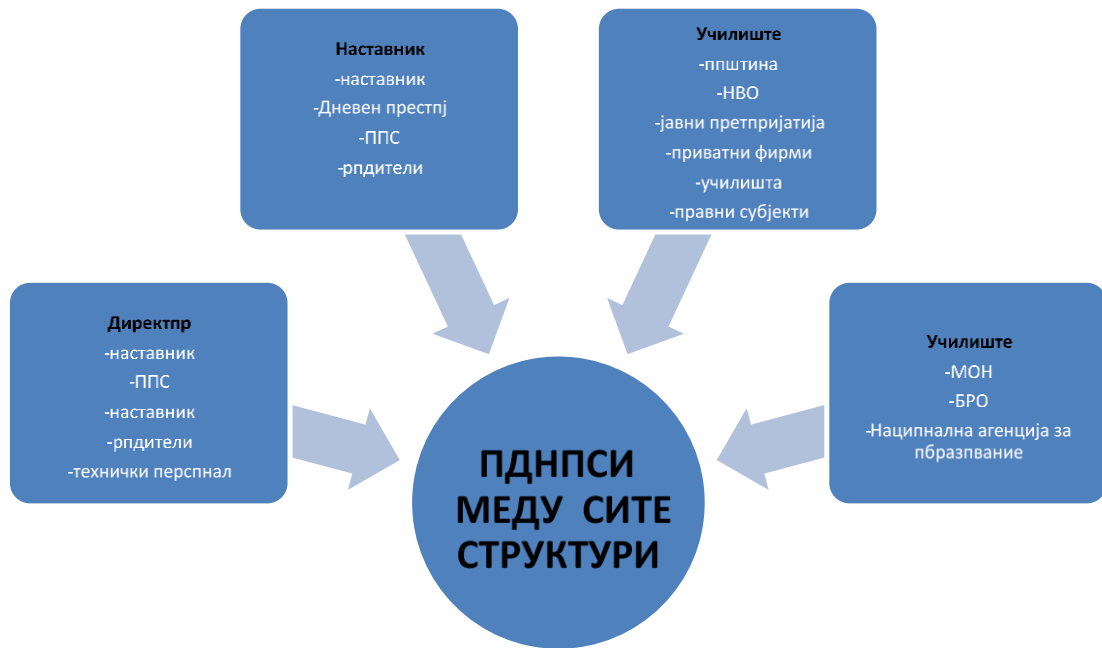 Наставник
-наставник
-Дневен престпј
-ППС
-рпдители
Училиште
-ппштина
-НВО
-јавни претпријатија
-приватни фирми
-училишта
-правни субјекти
Директпр
-наставник
-ППС
-наставник
-рпдители
-технички перспнал
Училиште
-МОН
-БРО
-Наципнална агенција за
пбразпвание
ПДНПСИ
МЕДУ СИТЕ
СТРУКТУРИ